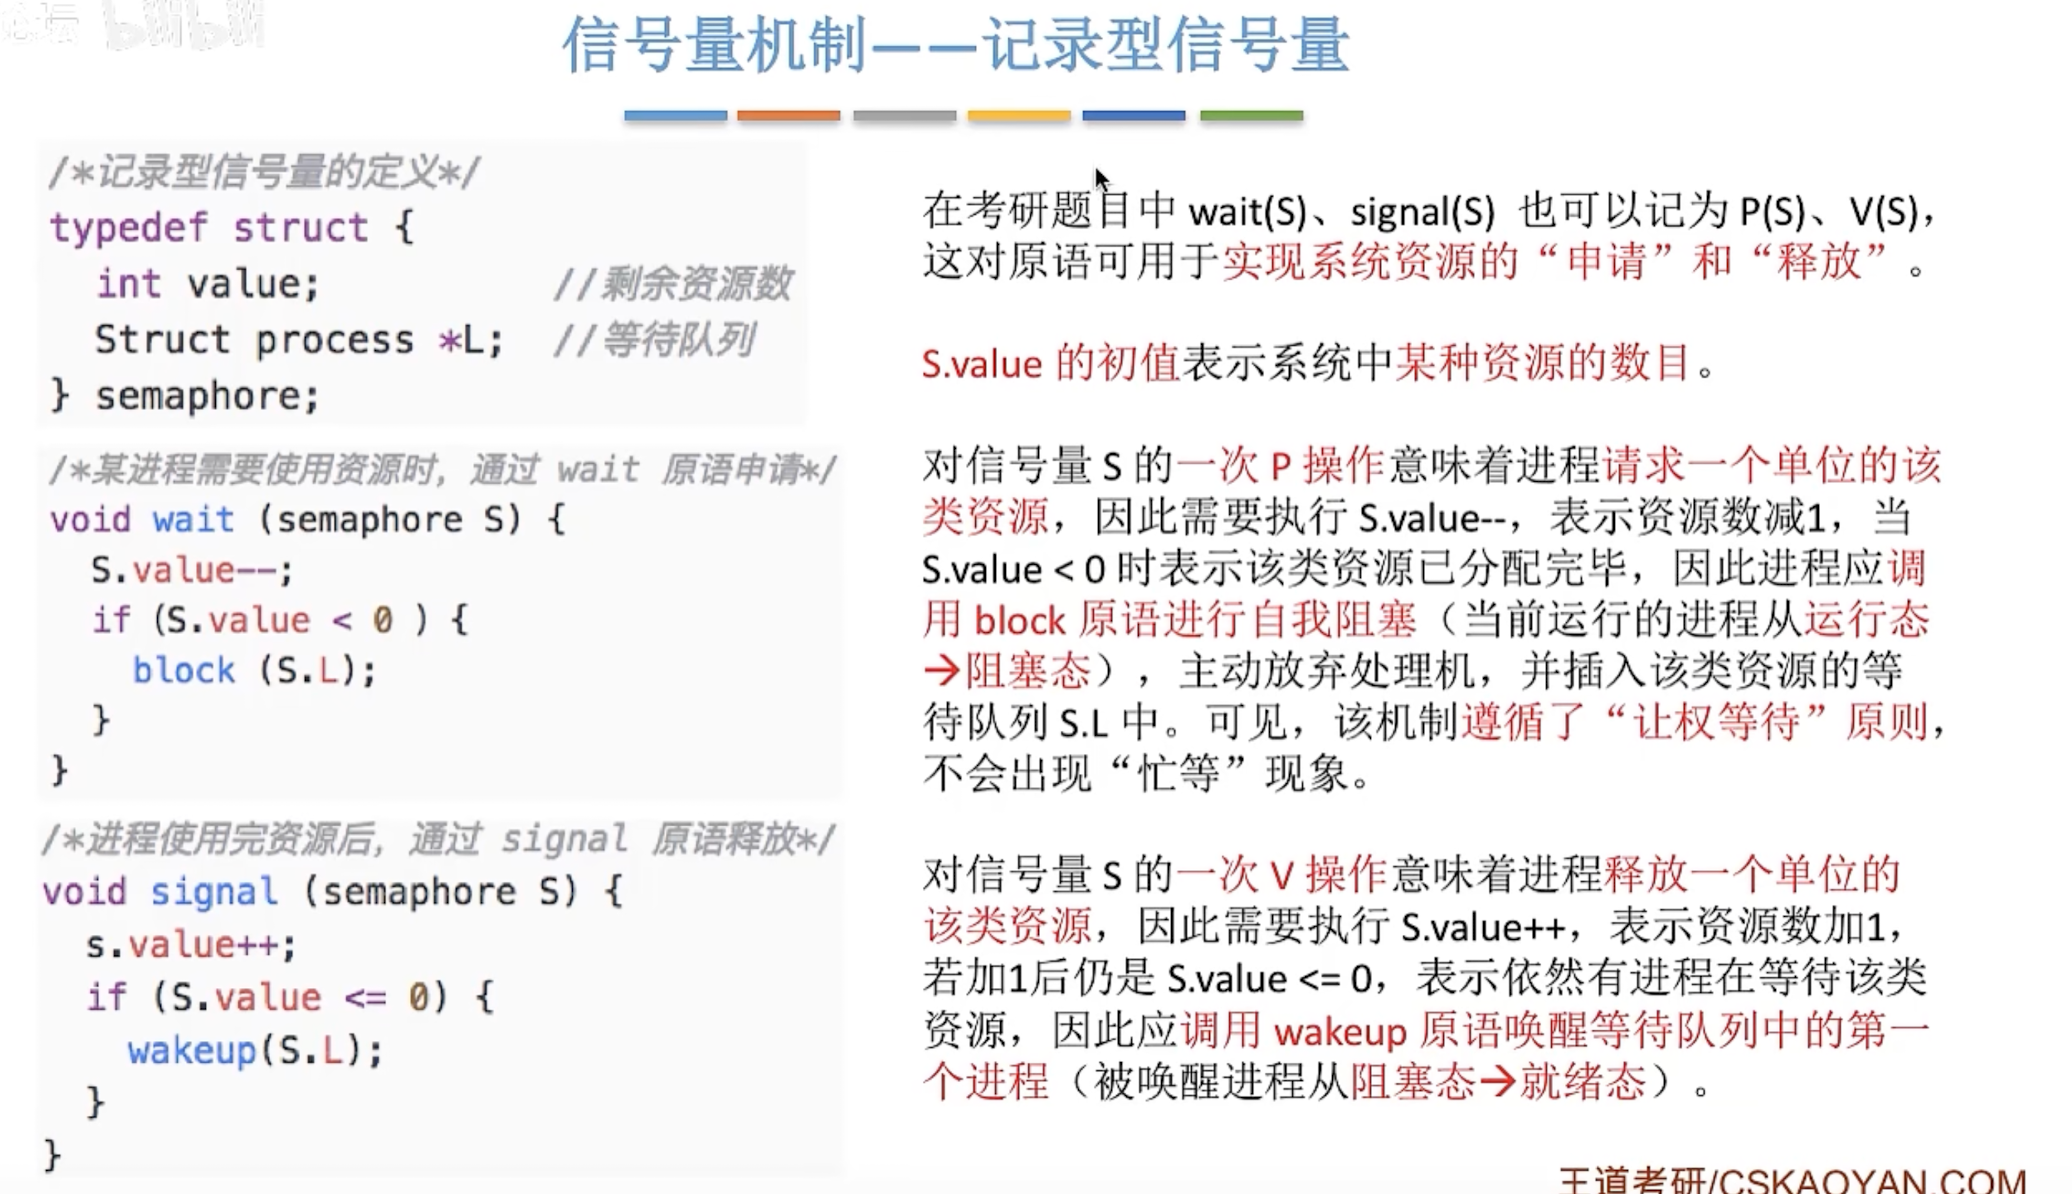 论坛 bilibili
信号量机制——记录型信号量
/*记录型信号量的定义*/
typedef struct {
int value; //剩余资源数
Struct process *L; //等待队列
} semaphore;
/*某进程需要使用资源时，通过 wait 原语申请*/
void wait (semaphore S) {
S.value--;
if (S.value < 0 ) {
block (S.L);
}
}
/*进程使用完资源后，通过 signal 原语释放*/
void signal (semaphore S) {
s.value++;
if (S.value <= 0) {
wakeup(S.L);
}
}
在考研题目中 wait(S)、signal(S) 也可以记为 P(S)、V(S)，
这对原语可用于实现系统资源的“申请”和“释放”。
S.value 的初值表示系统中某种资源的数目。
对信号量 S 的一次 P 操作意味着进程请求一个单位的该
类资源，因此需要执行 S.value--，表示资源数减1，当
S.value < 0 时表示该类资源已分配完毕，因此进程应调
用 block 原语进行自我阻塞（当前运行的进程从运行态
→阻塞态），主动放弃处理机，并插入该类资源的等
待队列 S.L 中。可见，该机制遵循了“让权等待”原则，
不会出现“忙等”现象。
对信号量 S 的一次 V 操作意味着进程释放一个单位的
该类资源，因此需要执行 S.value++，表示资源数加1，
若加1后仍是 S.value <= 0，表示依然有进程在等待该类
资源，因此应调用 wakeup 原语唤醒等待队列中的第一
个进程（被唤醒进程从阻塞态→就绪态）。
王道考研/CSKAOYAN.COM